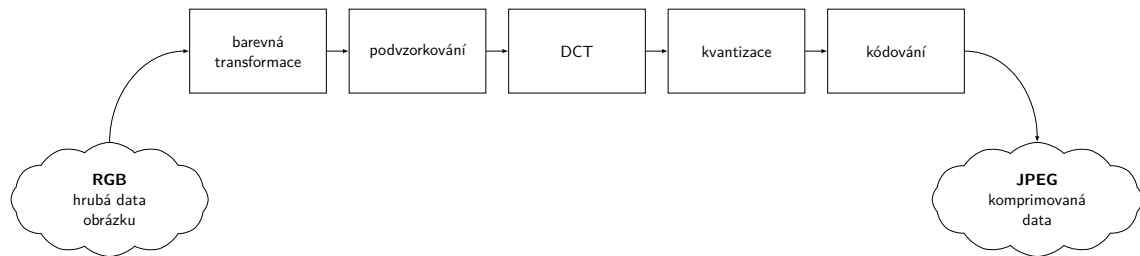 barevná
transformace
podvzorkování
DCT
kvantizace
kódování
RGB
hrubá data
obrázku
JPEG
komprimovaná
data